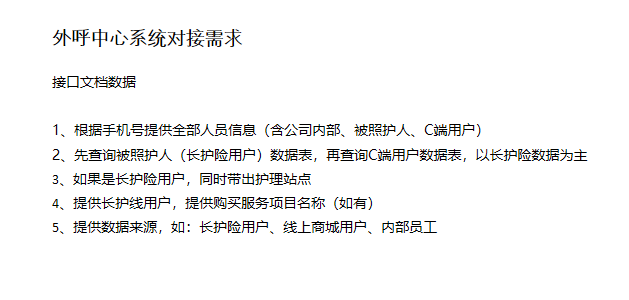 外呼中心系统对接需求
接口文档数据
1、根据手机号提供全部人员信息（含公司内部、被照护人、C端用户）
2、先查询被照护人（长护险用户）数据表，再查询C端用户数据表，以长护险数据为主
3、如果是长护险用户，同时带出护理站点
4、提供长护线用户，提供购买服务项目名称（如有）
5、提供数据来源，如：长护险用户、线上商城用户、内部员工